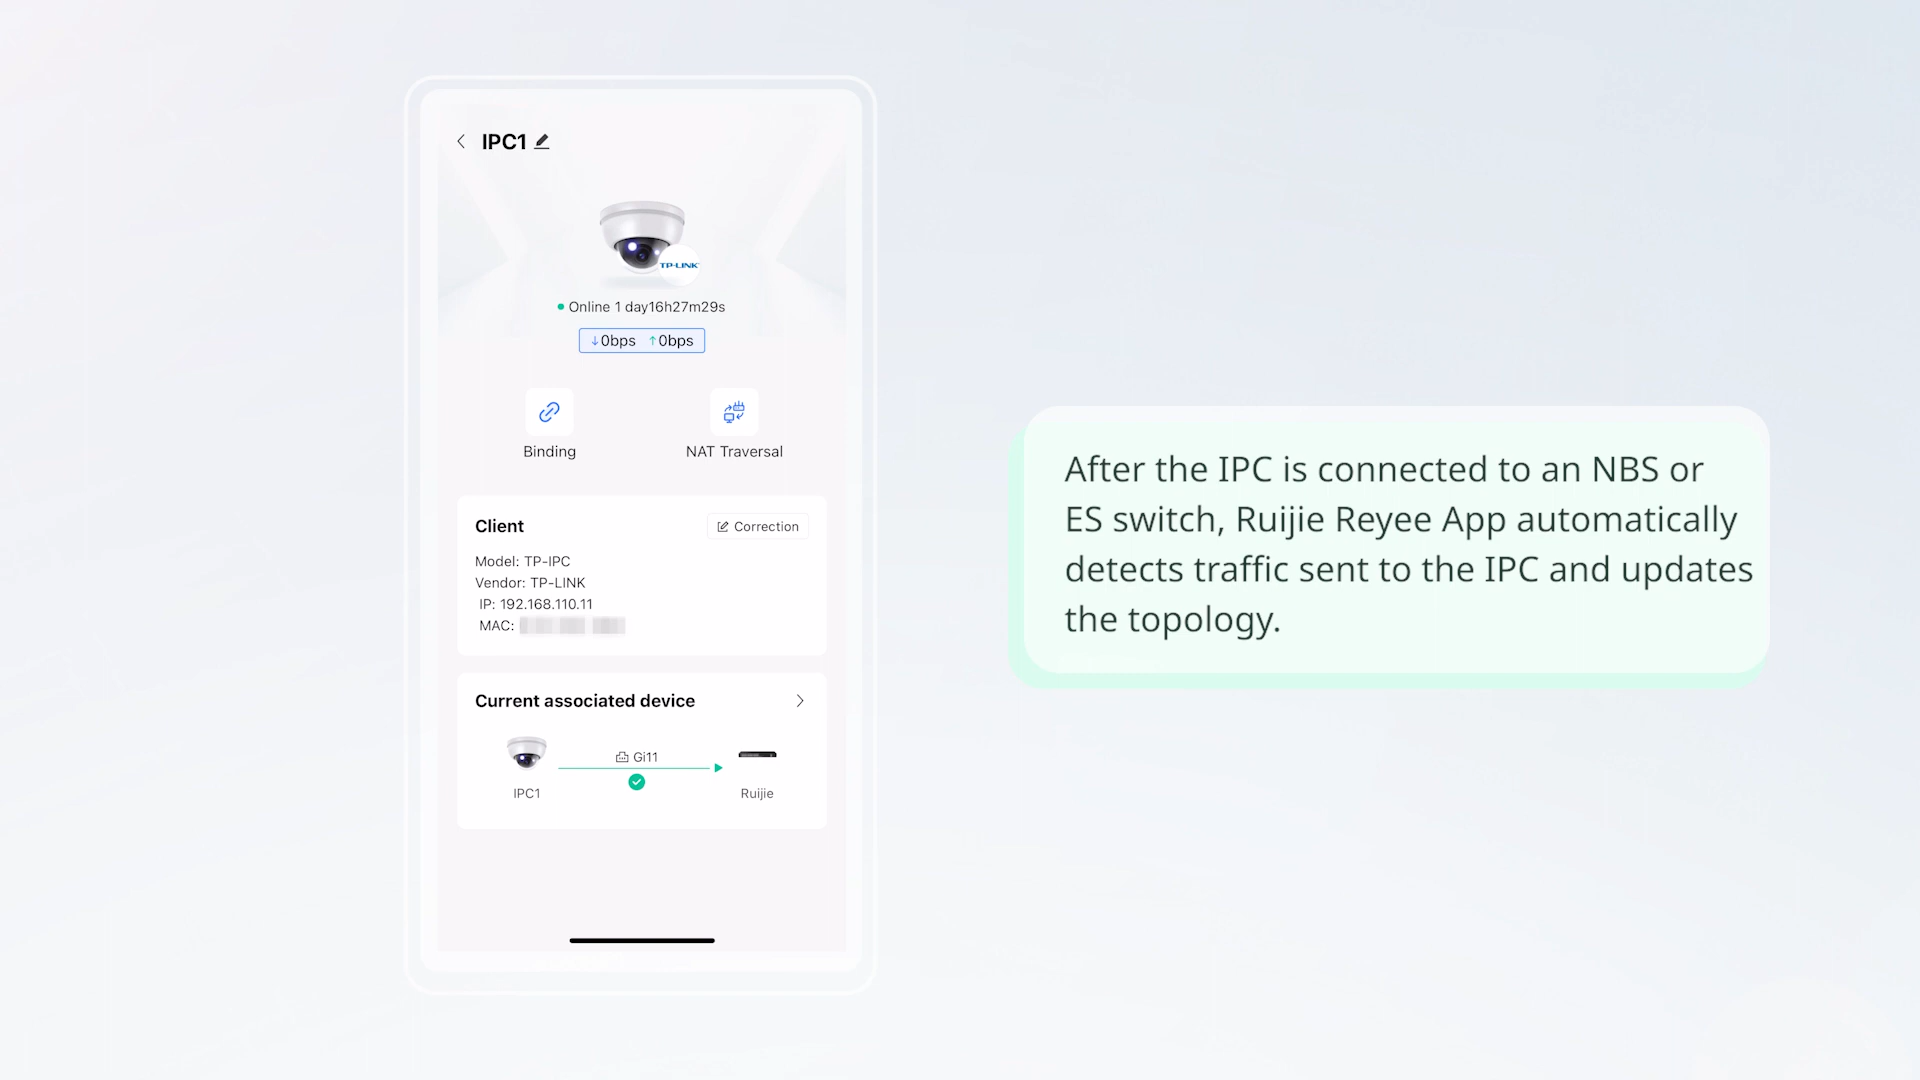 IPC1
TP-LINK
Online 1 day16h27m29s
↓0bps ↑0bps
Binding
NAT Traversal
Client
Correction
Model: TP-IPC
Vendor: TP-LINK
IP: 192.168.110.11
MAC:
Current associated device
Gi11
IPC1
Ruijie
After the IPC is connected to an NBS or
ES switch, Ruijie Reyee App automatically
detects traffic sent to the IPC and updates
the topology.